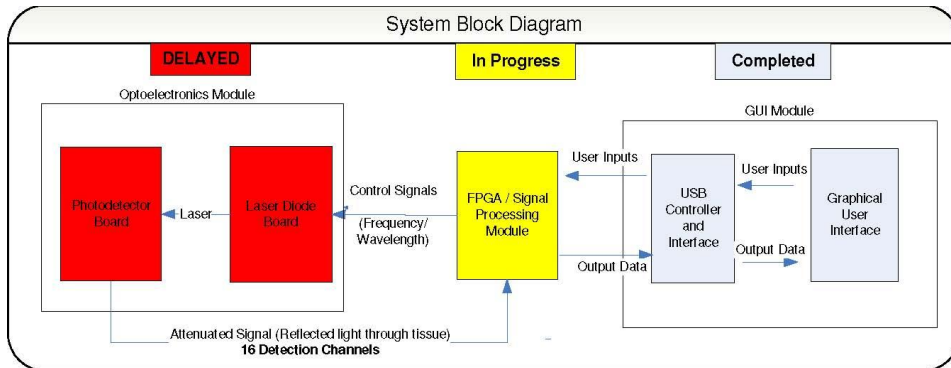 System Block Diagram
DELAYED
In Progress
Completed
Optoelectronics Module
GUI Module
Photodetector
Board
Laser
Laser Diode
Board
Control Signals
(Frequency/
Wavelength)
FPGA / Signal
Processing
Module
User Inputs
Output Data
USB
Controller
and
Interface
User Inputs
Output Data
Graphical
User
Interface
Attenuated Signal (Reflected light through tissue)
16 Detection Channels